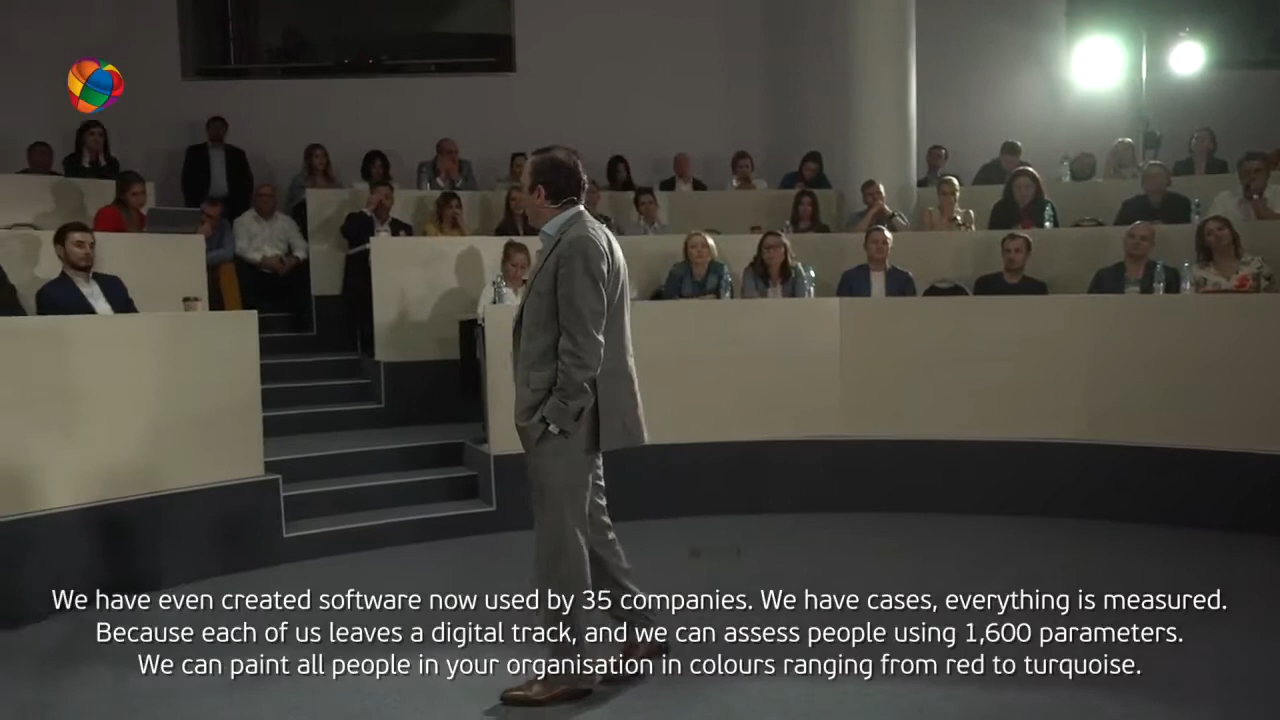 We have even created software now used by 35 companies. We have cases, everything is measured.
Because each of us leaves a digital track, and we can assess people using 1,600 parameters.
We can paint all people in your organisation in colours ranging from red to turquoise.